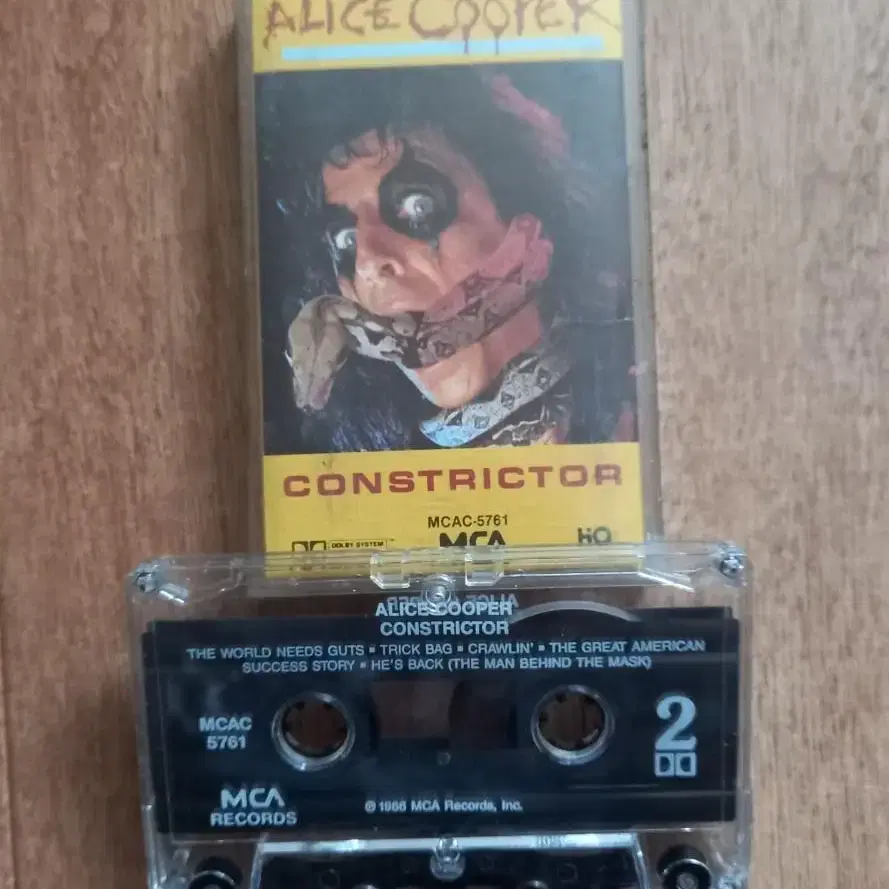 ALICE COOPER
CONSTRICTOR
MCAC-5761
DOLBY SYSTEM™
MCA
HiQ
ALICE COOPER
CONSTRICTOR
THE WORLD NEEDS GUTS ▪ TRICK BAG ▪ CRAWLIN' ▪ THE GREAT AMERICAN
SUCCESS STORY ▪ HE'S BACK (THE MAN BEHIND THE MASK)
MCAC
5761
2
MCA
RECORDS
℗ 1986 MCA Records, Inc.